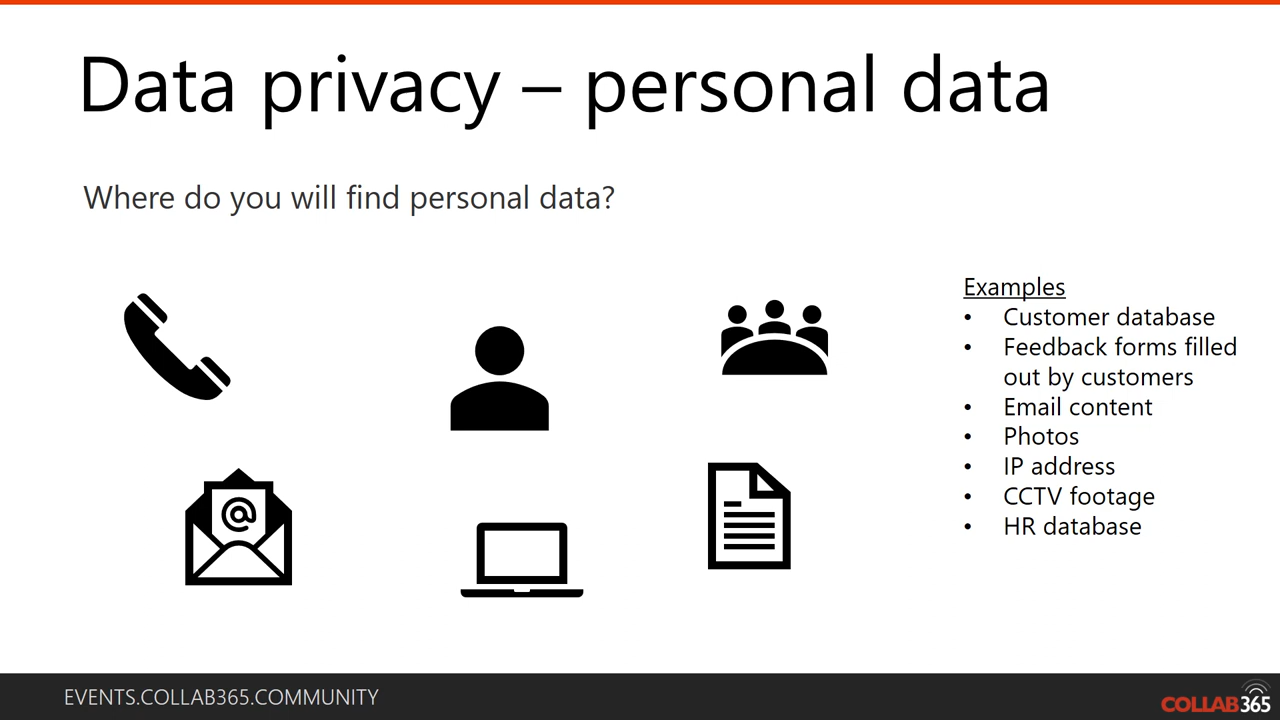 Data privacy – personal data
Where do you will find personal data?
Examples
• Customer database
• Feedback forms filled
out by customers
• Email content
• Photos
• IP address
• CCTV footage
• HR database
@
EVENTS.COLLAB365.COMMUNITY
COLLAB365